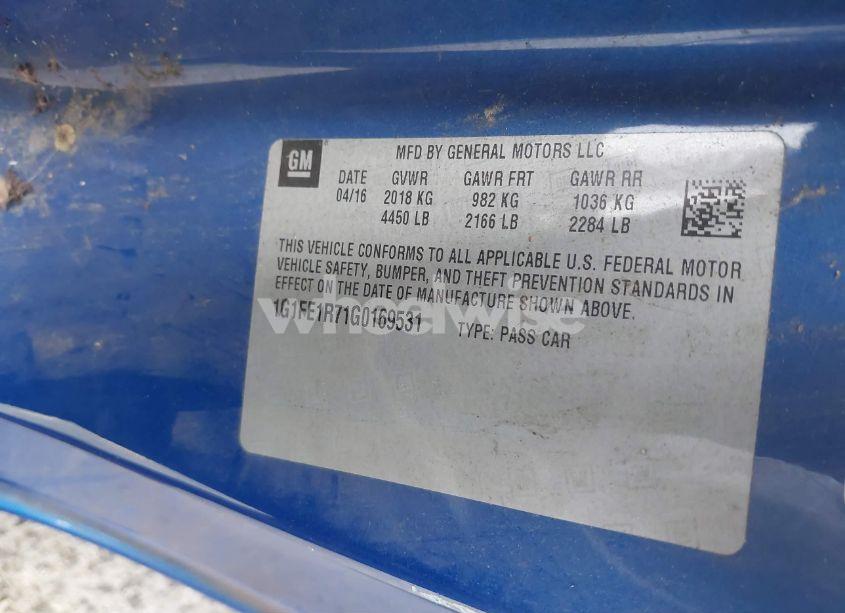 GM
MFD BY GENERAL MOTORS LLC
DATE GVWR GAWR FRT GAWR RR
04/16 2018 KG 982 KG 1036 KG
4450 LB 2166 LB 2284 LB
THIS VEHICLE CONFORMS TO ALL APPLICABLE U.S. FEDERAL MOTOR
VEHICLE SAFETY, BUMPER, AND THEFT PREVENTION STANDARDS IN
EFFECT ON THE DATE OF MANUFACTURE SHOWN ABOVE.
1G1FE1R71G0169531 TYPE: PASS CAR
wheelwise